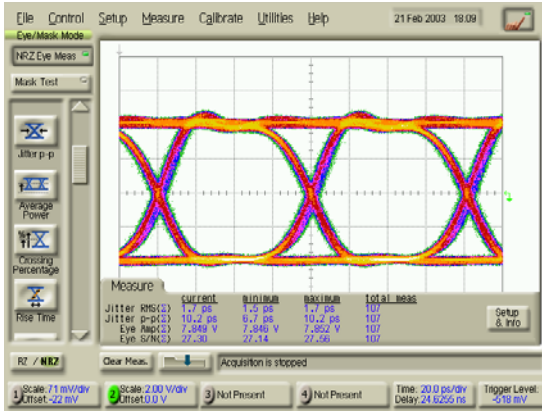 File Control Setup Measure Calibrate Utilities Help 21 Feb 2003 18:09
Eye/Mask Mode
NRZ Eye Meas
Mask Test
Jitter p-p
Average
Power
Crossing
Percentage
Rise Time
Measure
current minimum maximum total meas
Jitter RMS(2) 1.7 ps 1.5 ps 1.7 ps 107
Jitter p-p(2) 10.2 ps 6.7 ps 10.2 ps 107
Eye Amp(2) 7.849 V 7.846 V 7.852 V 107
Eye S/N(2) 27.30 27.14 27.56 107
Setup
& Info
RZ / NRZ
Clear Meas.
Acquisition is stopped
1 Scale:71 mV/div
Offset:-22 mV
2 Scale:2.00 V/div
Offset:0.0 V
3 Not Present
4 Not Present
Time: 20.0 ps/div
Delay:24.6255 ns
Trigger Level:
-518 mV